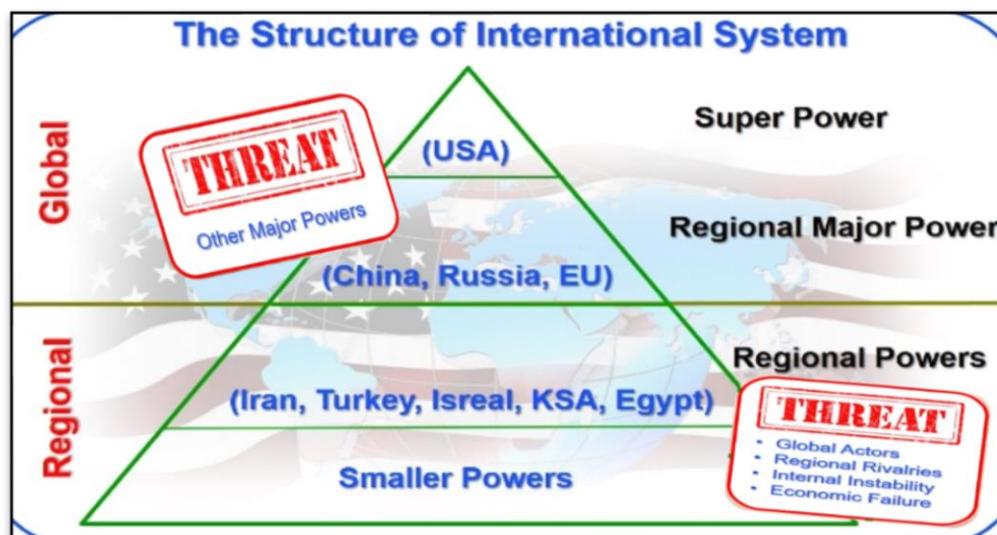 The Structure of International System
Global
THREAT
Other Major Powers
(USA)
Super Power
(China, Russia, EU)
Regional Major Power
Regional
(Iran, Turkey, Isreal, KSA, Egypt)
Regional Powers
THREAT
• Global Actors
• Regional Rivalries
• Internal Instability
• Economic Failure
Smaller Powers